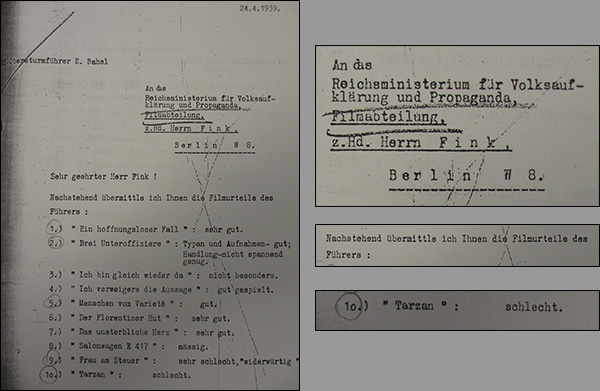 24.4.1939.
sturmführer E. Bahsl
An das
Reichsministerium für Volksauf-
klärung und Propaganda,
Filmabteilung,
z.Hd. Herrn Fink,
Berlin W 8.
Sehr geehrter Herr Fink !
Nachstehend übermittle ich Ihnen die Filmurteile des
Führers :
1.) " Ein hoffnungsloser Fall " : sehr gut.
2.) " Drei Unteroffiziere " : Typen und Aufnahmen- gut;
Handlung-nicht spannend
genug.
3.) " Ich bin gleich wieder da " : nicht besonders.
4.) " Ich verweigere die Aussage " : gut gespielt.
5.) " Menschen vom Varieté " : gut.
6.) " Der Florentiner Hut " : sehr gut.
7.) " Das unsterbliche Herz " : sehr gut.
8.) " Salonwagen E 417 " : mässig.
9.) " Frau am Steuer " : sehr schlecht,"widerwärtig "
10.) " Tarzan " : schlecht.
An das
Reichsministerium für Volksauf-
klärung und Propaganda,
Filmabteilung,
z.Hd. Herrn Fink,
Berlin W 8.
Nachstehend übermittle ich Ihnen die Filmurteile des
Führers :
10.) " Tarzan " : schlecht.